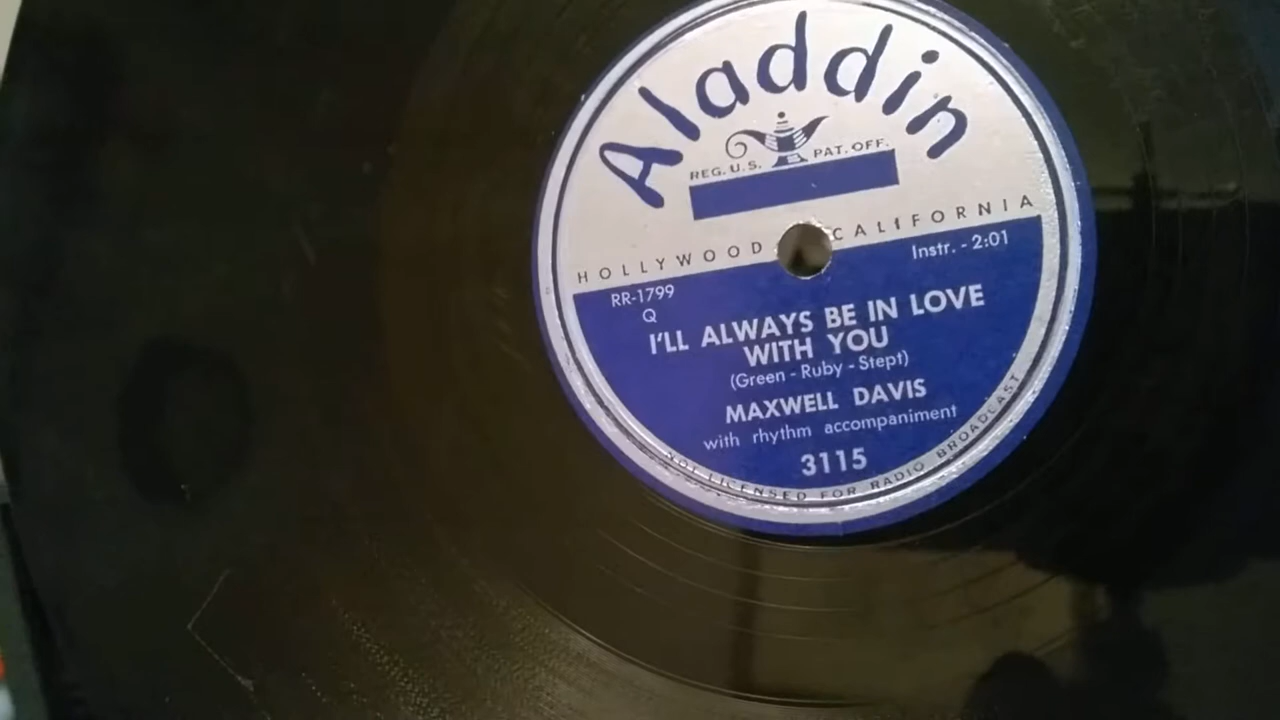 Aladdin
REG. U.S. PAT. OFF.
HOLLYWOOD CALIFORNIA
Instr. - 2:01
RR-1799
Q
I'LL ALWAYS BE IN LOVE
WITH YOU
(Green - Ruby - Stept)
MAXWELL DAVIS
with rhythm accompaniment
3115
NOT LICENSED FOR RADIO BROADCAST